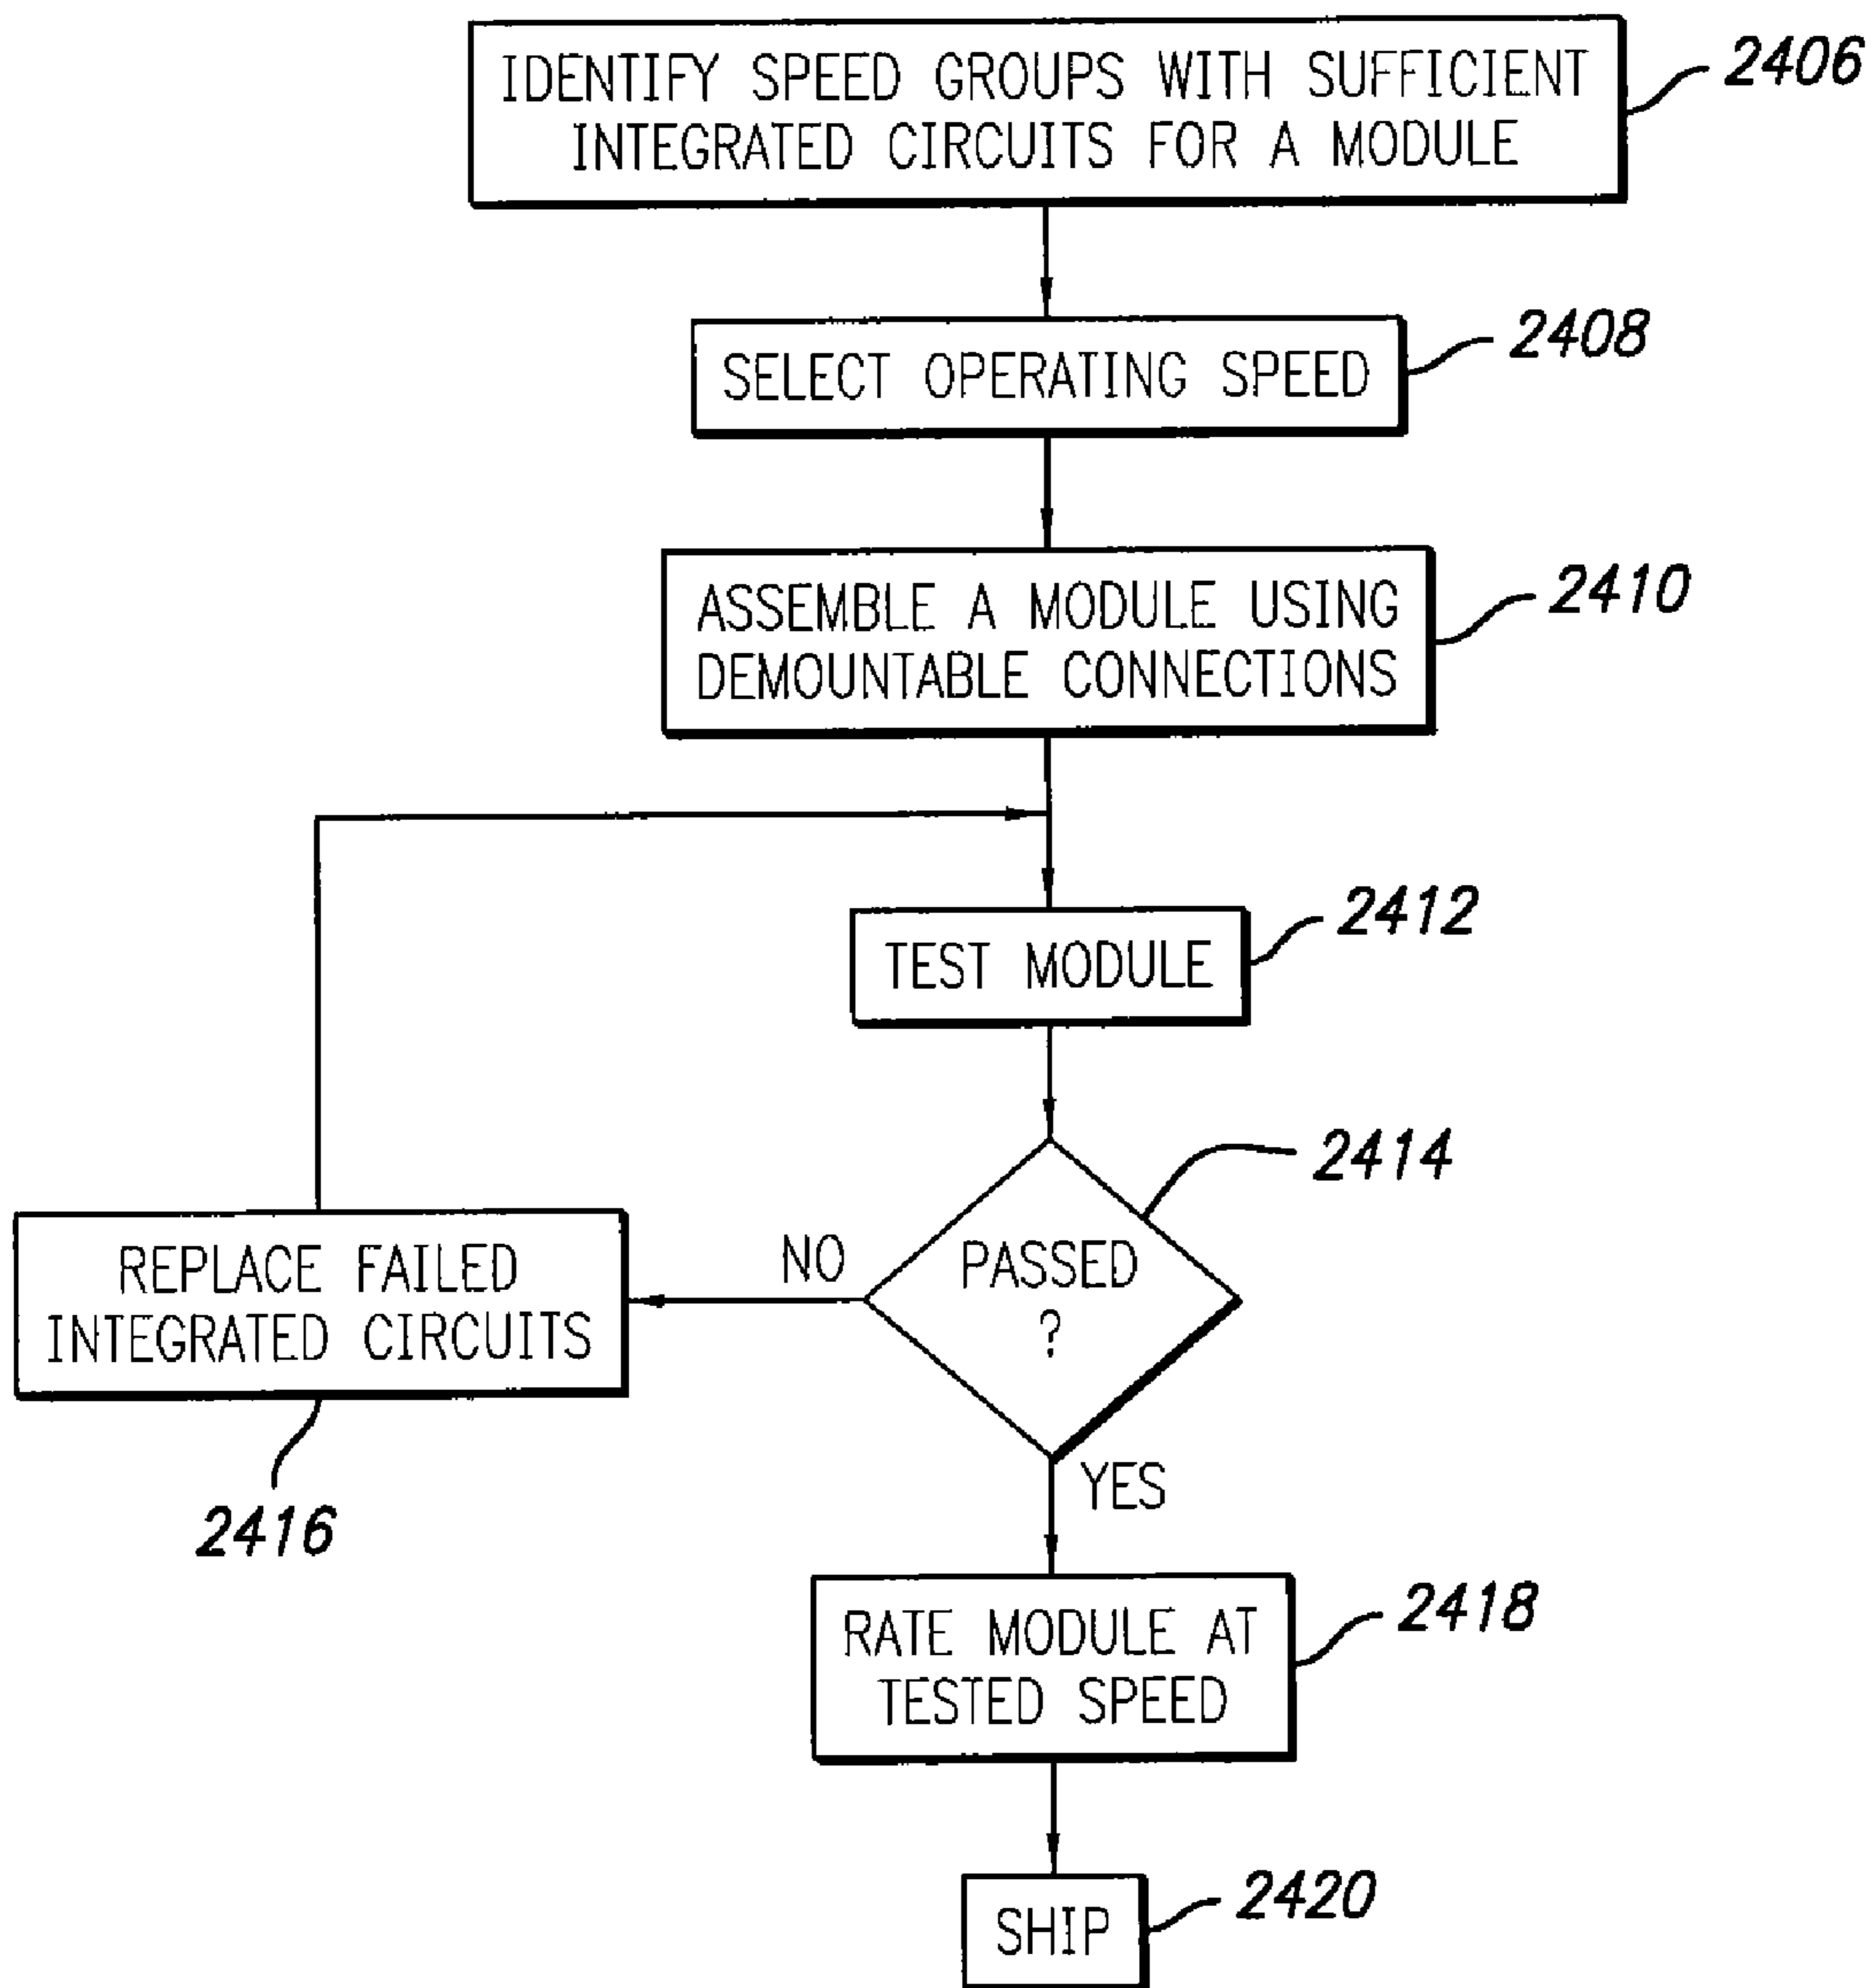 IDENTIFY SPEED GROUPS WITH SUFFICIENT
INTEGRATED CIRCUITS FOR A MODULE
2406
SELECT OPERATING SPEED
2408
ASSEMBLE A MODULE USING
DEMOUNTABLE CONNECTIONS
2410
TEST MODULE
2412
PASSED
?
2414
NO
REPLACE FAILED
INTEGRATED CIRCUITS
2416
YES
RATE MODULE AT
TESTED SPEED
2418
SHIP
2420